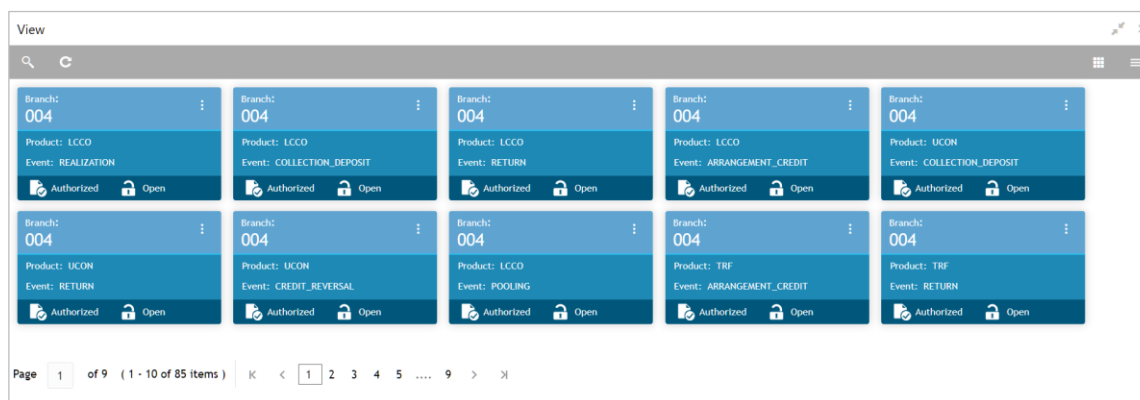 View
Branch:
004
Product: LCCO
Event: REALIZATION
Authorized Open
Branch:
004
Product: LCCO
Event: COLLECTION_DEPOSIT
Authorized Open
Branch:
004
Product: LCCO
Event: RETURN
Authorized Open
Branch:
004
Product: LCCO
Event: ARRANGEMENT_CREDIT
Authorized Open
Branch:
004
Product: UCON
Event: COLLECTION_DEPOSIT
Authorized Open
Branch:
004
Product: UCON
Event: RETURN
Authorized Open
Branch:
004
Product: UCON
Event: CREDIT_REVERSAL
Authorized Open
Branch:
004
Product: LCCO
Event: POOLING
Authorized Open
Branch:
004
Product: TRF
Event: ARRANGEMENT_CREDIT
Authorized Open
Branch:
004
Product: TRF
Event: RETURN
Authorized Open
Page 1 of 9 ( 1 - 10 of 85 items ) K < 1 2 3 4 5 .... 9 > >|